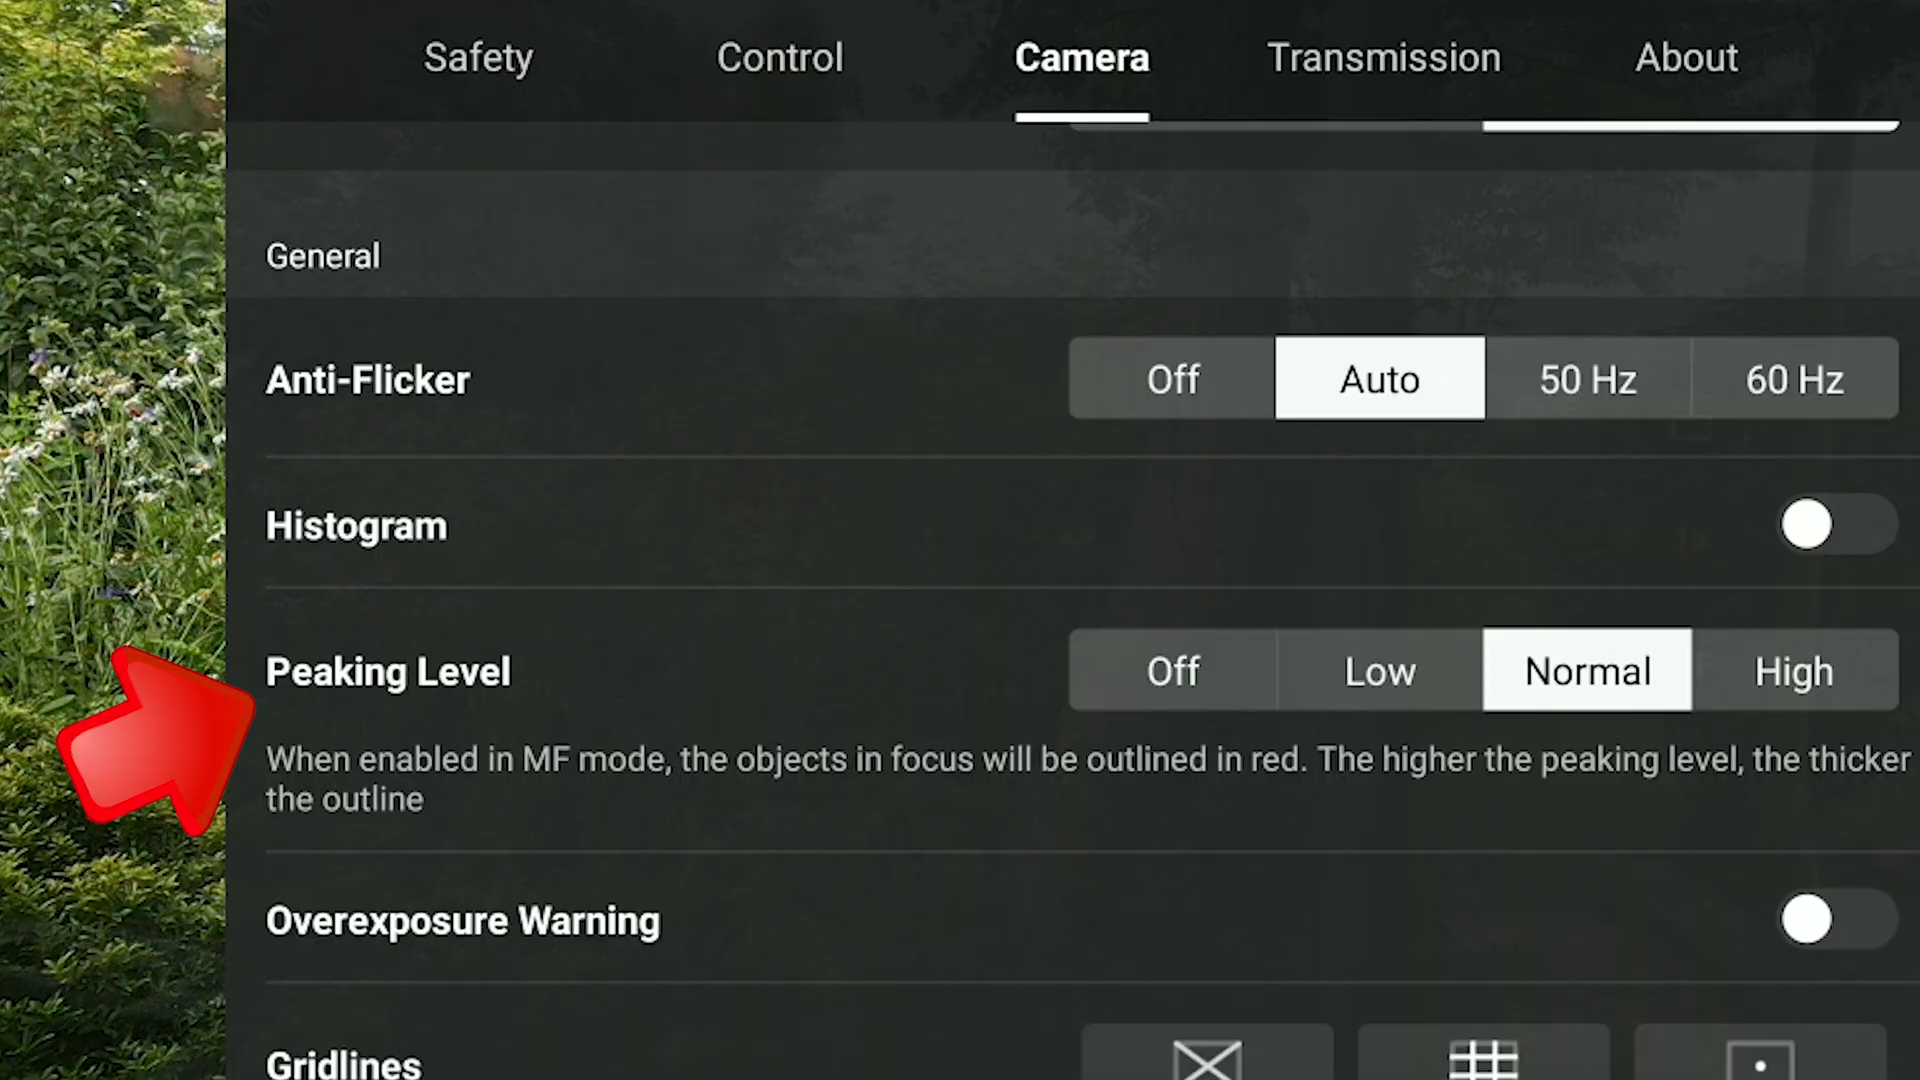 Safety Control Camera Transmission About
General
Anti-Flicker Off Auto 50 Hz 60 Hz
Histogram
Peaking Level Off Low Normal High
When enabled in MF mode, the objects in focus will be outlined in red. The higher the peaking level, the thicker
the outline
Overexposure Warning
Gridlines